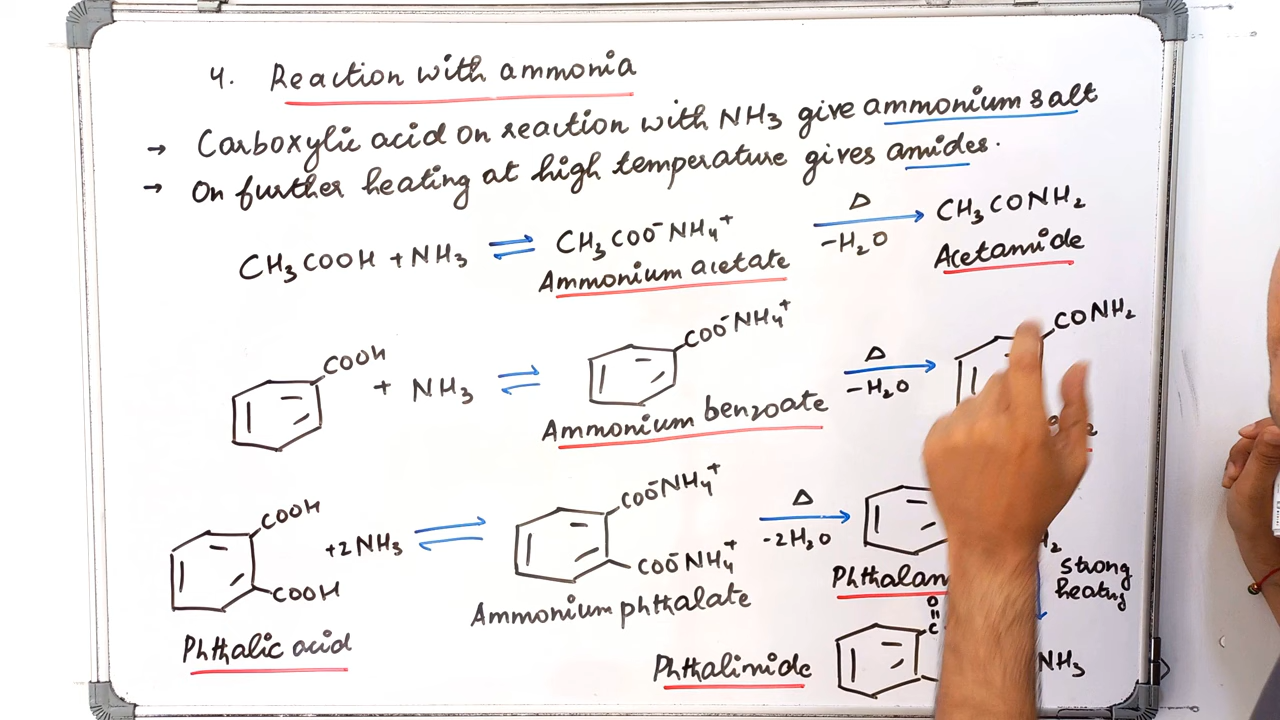 4. Reaction with ammonia
→ Carboxylic acid on reaction with NH3 give ammonium salt
→ On further heating at high temperature gives amides.
CH3COOH + NH3 ⇌ CH3COO⁻NH4⁺ Δ → -H2O CH3CONH2
Ammonium acetate Acetamide
COOH + NH3 ⇌ COO⁻NH4⁺ Δ → -H2O CONH2
Ammonium benzoate
COOH COOH +2NH3 ⇌ COO⁻NH4⁺ COO⁻NH4⁺ Δ → -2H2O
Phthalic acid Ammonium phthalate Phthalam
strong
heating
Phthalimide O = C NH3